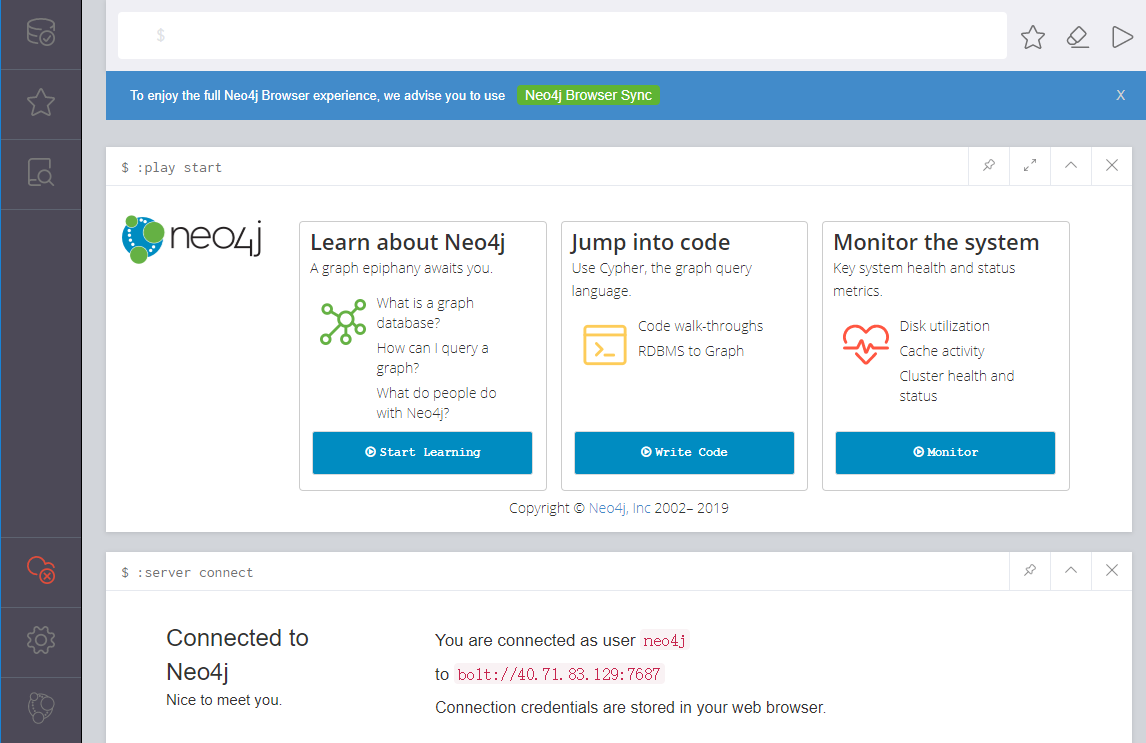 $
To enjoy the full Neo4j Browser experience, we advise you to use Neo4j Browser Sync X
$ :play start
neo4j
Learn about Neo4j
A graph epiphany awaits you.
What is a graph
database?
How can I query a
graph?
What do people do
with Neo4j?
Start Learning
Jump into code
Use Cypher, the graph query
language.
Code walk-throughs
RDBMS to Graph
Write Code
Monitor the system
Key system health and status
metrics.
Disk utilization
Cache activity
Cluster health and
status
Monitor
Copyright © Neo4j, Inc 2002– 2019
$ :server connect
Connected to
Neo4j
Nice to meet you.
You are connected as user neo4j
to bolt://40.71.83.129:7687
Connection credentials are stored in your web browser.